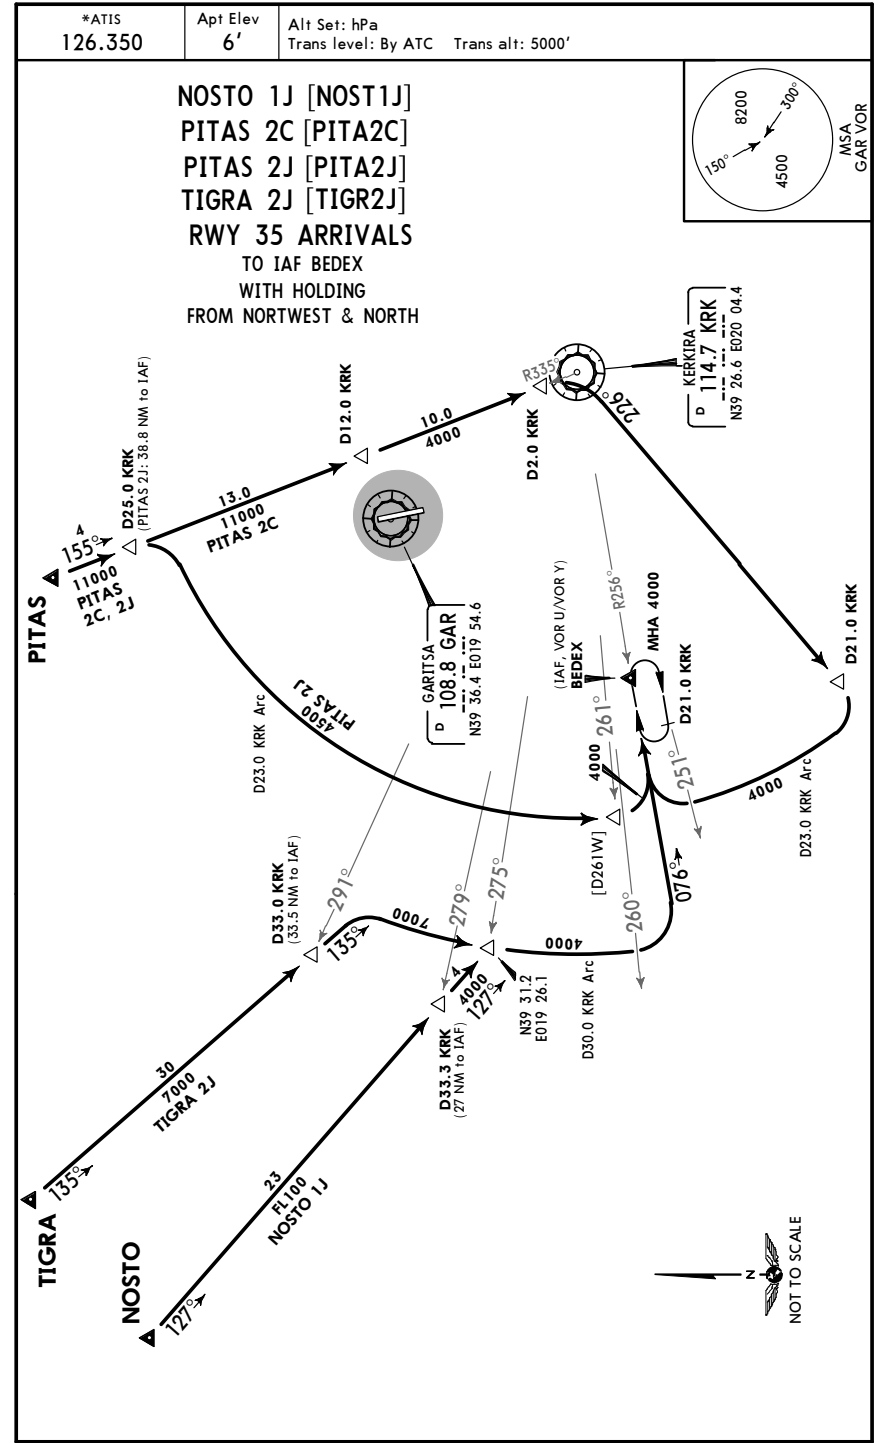 *ATIS
126.350
Apt Elev
6'
Alt Set: hPa
Trans level: By ATC Trans alt: 5000'
NOSTO 1J [NOST1J]
PITAS 2C [PITA2C]
PITAS 2J [PITA2J]
TIGRA 2J [TIGR2J]
RWY 35 ARRIVALS
TO IAF BEDEX
WITH HOLDING
FROM NORTWEST & NORTH
8200
300°
150°
4500
MSA
GAR VOR
D
KERKIRA
114.7 KRK
N39 26.6 E020 04.4
R335°
PITAS
4
155°
11000
PITAS
2C, 2J
D25.0 KRK
(PITAS 2J: 38.8 NM to IAF)
13.0
11000
PITAS 2C
D12.0 KRK
10.0
4000
D2.0 KRK
226°
D21.0 KRK
D
GARITSA
108.8 GAR
N39 36.4 E019 54.6
4500
PITAS 2J
D23.0 KRK Arc
R256°
(IAF, VOR U/VOR Y)
BEDEX
MHA 4000
D21.0 KRK
261°
4000
251°
4000
D23.0 KRK Arc
[D261W]
260°
076°
D33.0 KRK
(33.5 NM to IAF)
291°
135°
7000
279°
275°
4
4000
127°
4000
N39 31.2
E019 26.1
D30.0 KRK Arc
D33.3 KRK
(27 NM to IAF)
30
7000
TIGRA 2J
135°
TIGRA
23
FL100
NOSTO 1J
127°
NOSTO
N
NOT TO SCALE